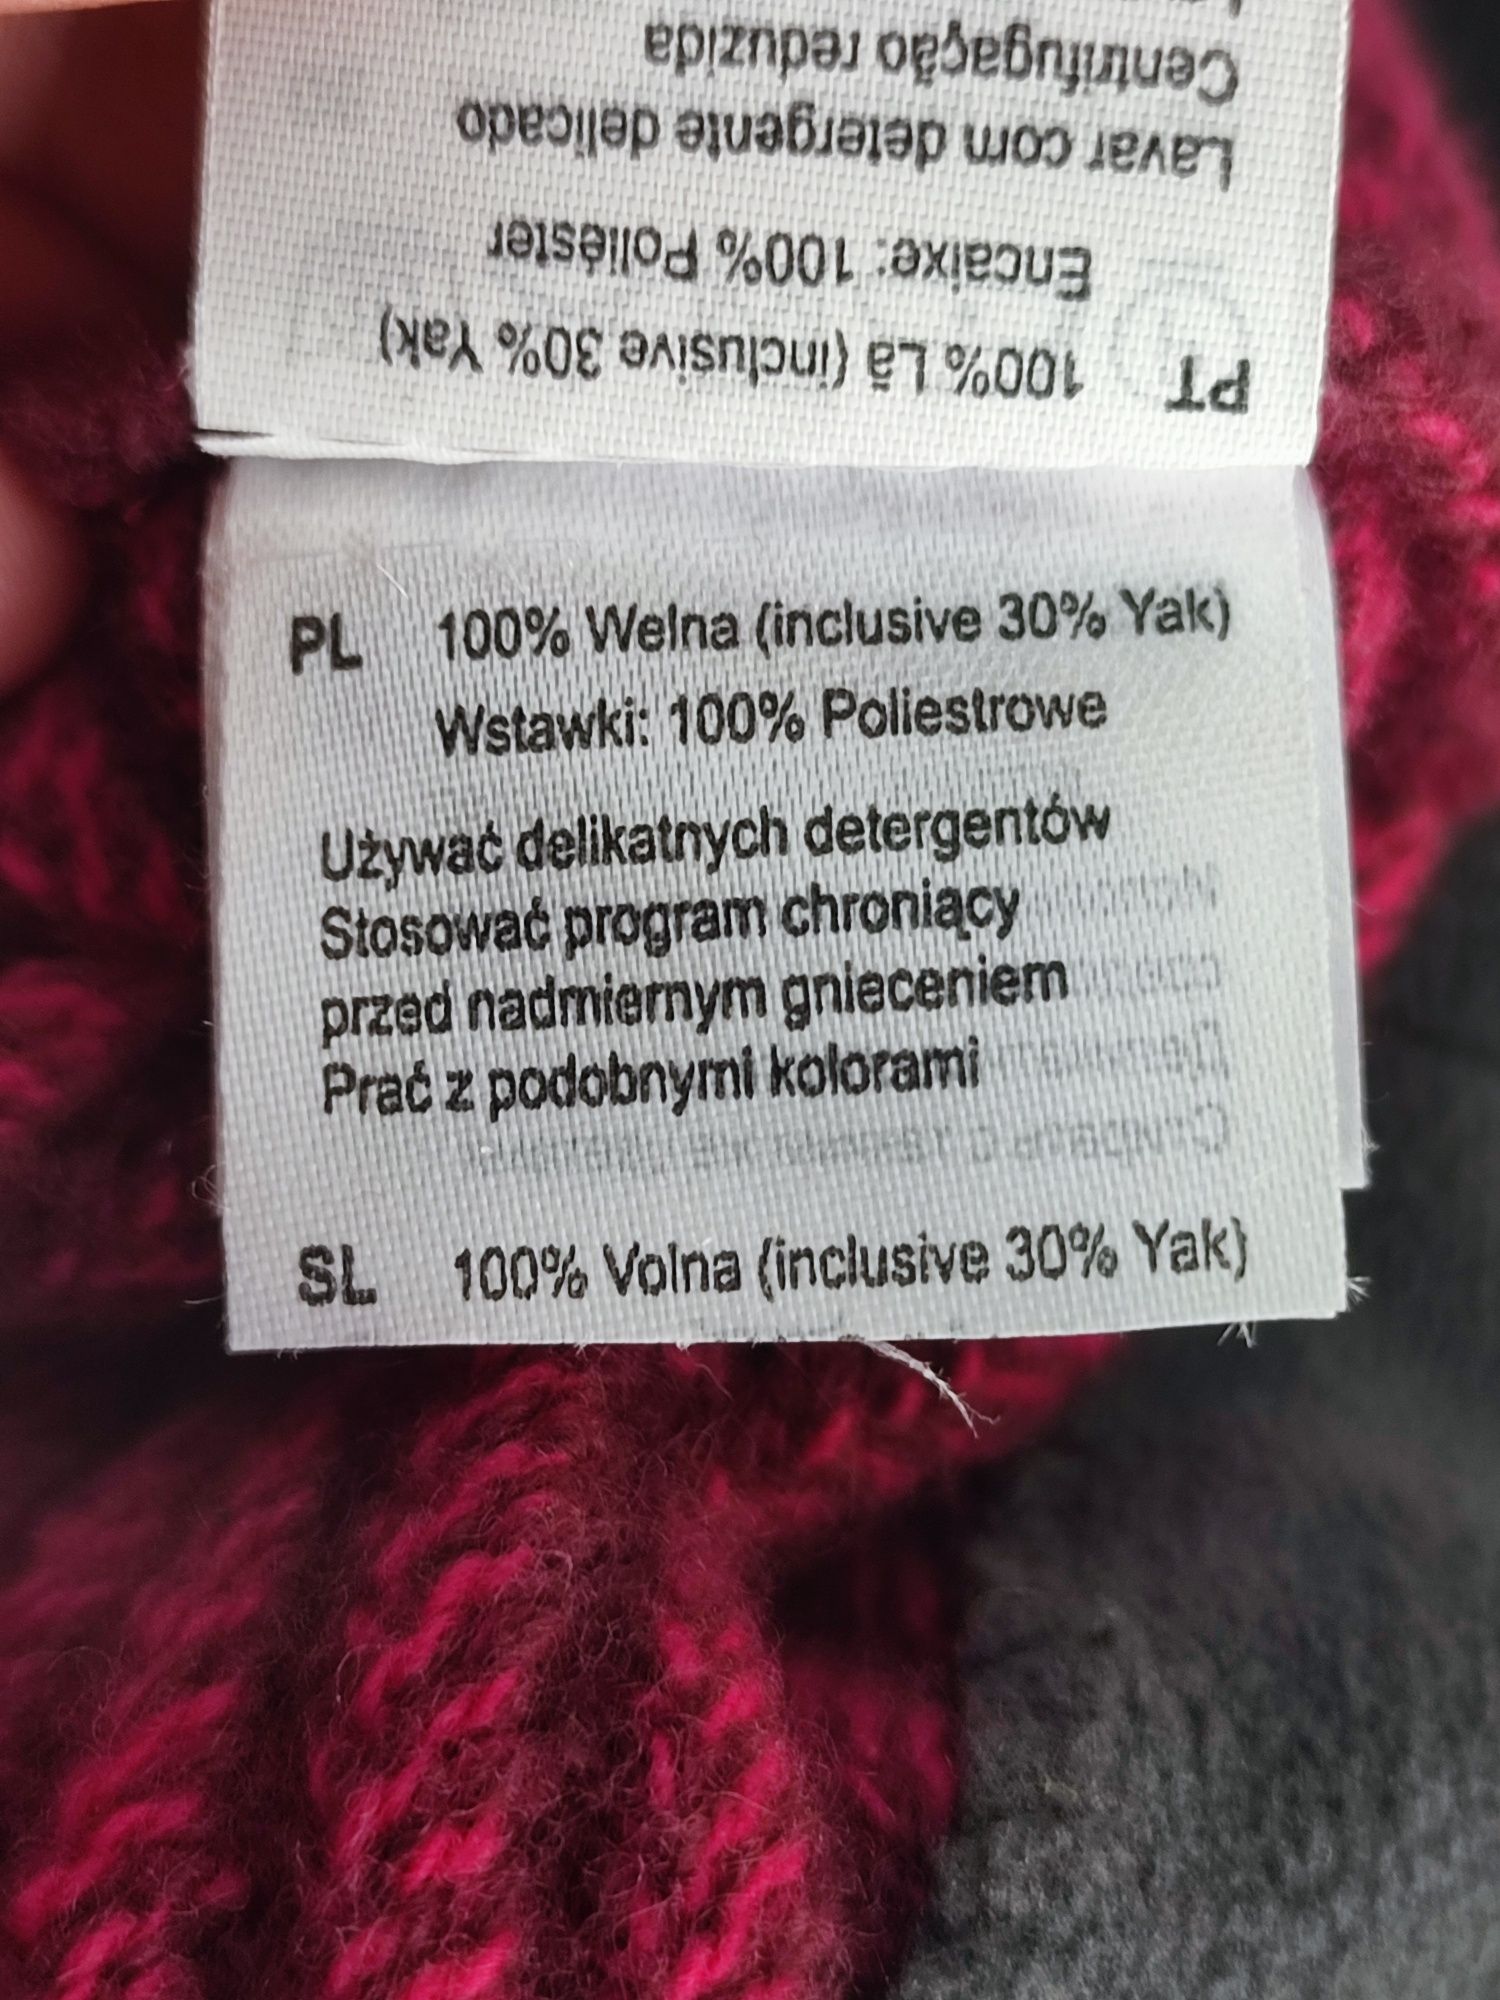 PT 100% Lã (inclusive 30% Yak)
Encaixe: 100% Poliéster
Lavar com detergente delicado
Centrifugação reduzida
PL 100% Welna (inclusive 30% Yak)
Wstawki: 100% Poliestrowe
Używać delikatnych detergentów
Stosować program chroniący
przed nadmiernym gnieceniem
Prać z podobnymi kolorami
SL 100% Volna (inclusive 30% Yak)